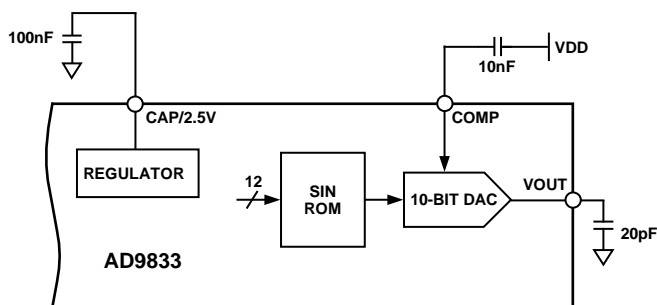 100nF
10nF
VDD
CAP/2.5V
COMP
REGULATOR
12
SIN
ROM
10-BIT DAC
VOUT
20pF
AD9833